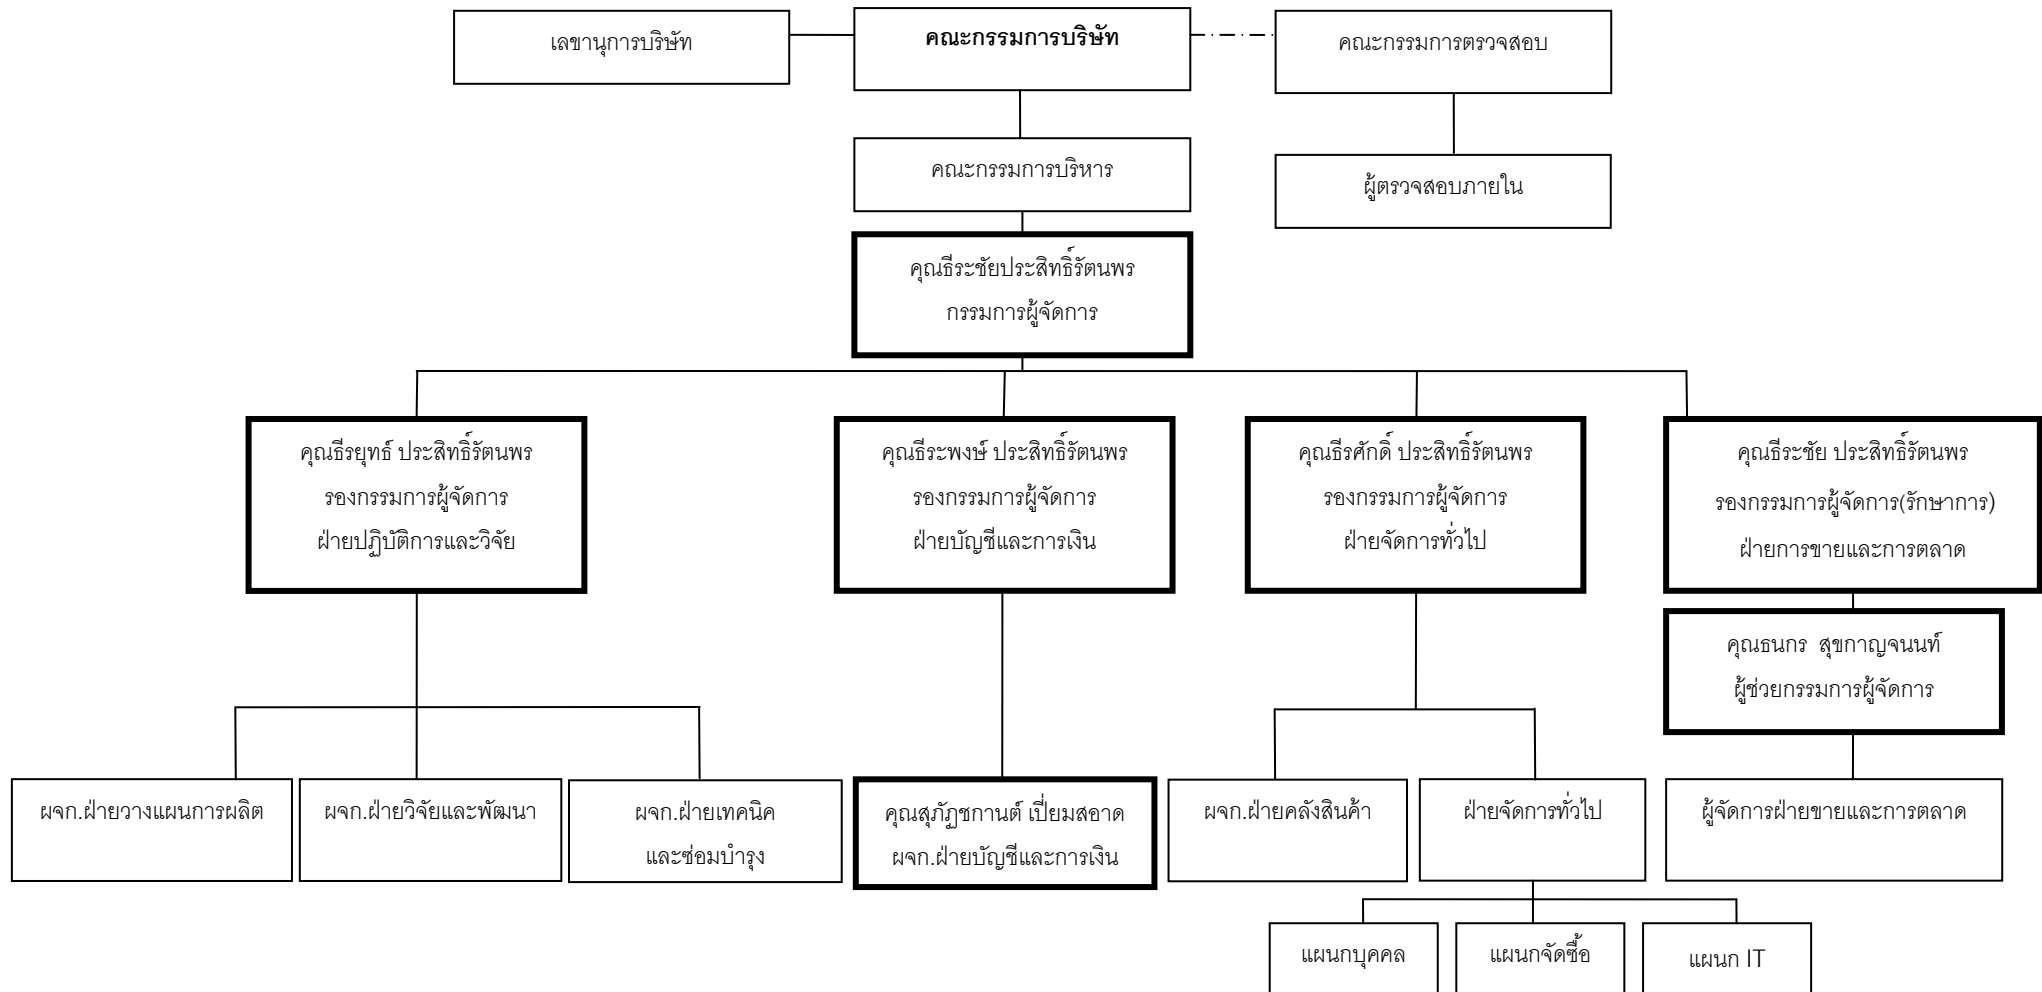 เลขานุการบริษัท
คณะกรรมการบริษัท
คณะกรรมการตรวจสอบ
คณะกรรมการบริหาร
ผู้ตรวจสอบภายใน
คุณธีระชัยประสิทธิ์รัตนพร
กรรมการผู้จัดการ
คุณธีรยุทธ์ ประสิทธิ์รัตนพร
รองกรรมการผู้จัดการ
ฝ่ายปฏิบัติการและวิจัย
คุณธีระพงษ์ ประสิทธิ์รัตนพร
รองกรรมการผู้จัดการ
ฝ่ายบัญชีและการเงิน
คุณธีรศักดิ์ ประสิทธิ์รัตนพร
รองกรรมการผู้จัดการ
ฝ่ายจัดการทั่วไป
คุณธีระชัย ประสิทธิ์รัตนพร
รองกรรมการผู้จัดการ(รักษาการ)
ฝ่ายการขายและการตลาด
คุณธนกร สุขกาญจนนท์
ผู้ช่วยกรรมการผู้จัดการ
ผจก.ฝ่ายวางแผนการผลิต
ผจก.ฝ่ายวิจัยและพัฒนา
ผจก.ฝ่ายเทคนิค
และซ่อมบำรุง
คุณสุภัฏชกานต์ เปี่ยมสอาด
ผจก.ฝ่ายบัญชีและการเงิน
ผจก.ฝ่ายคลังสินค้า
ฝ่ายจัดการทั่วไป
ผู้จัดการฝ่ายขายและการตลาด
แผนกบุคคล
แผนกจัดซื้อ
แผนก IT